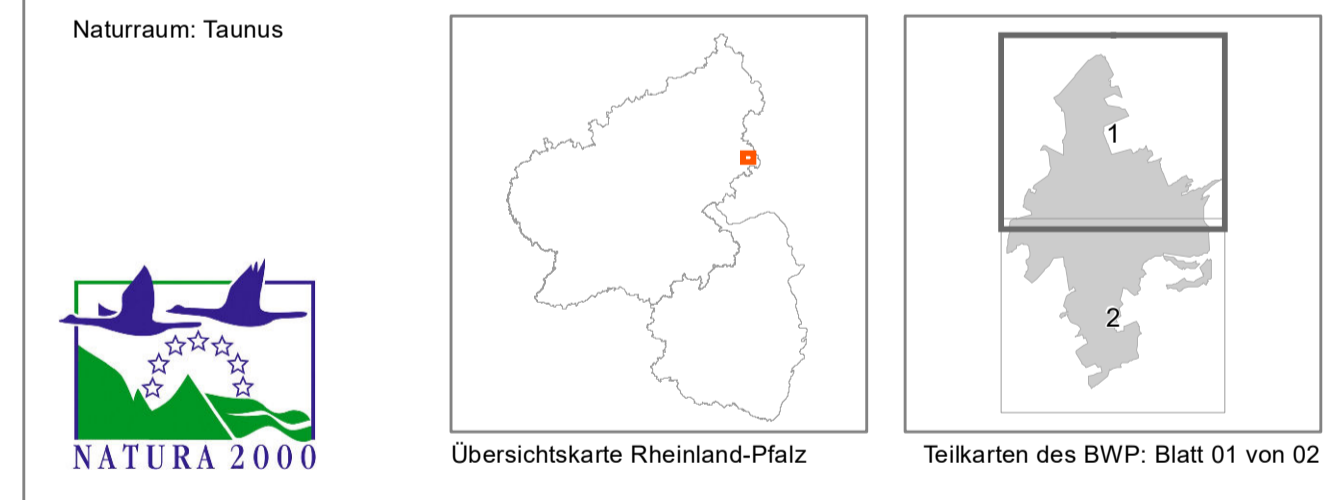 Naturraum: Taunus
1
2
NATURA 2000
Übersichtskarte Rheinland-Pfalz
Teilkarten des BWP: Blatt 01 von 02